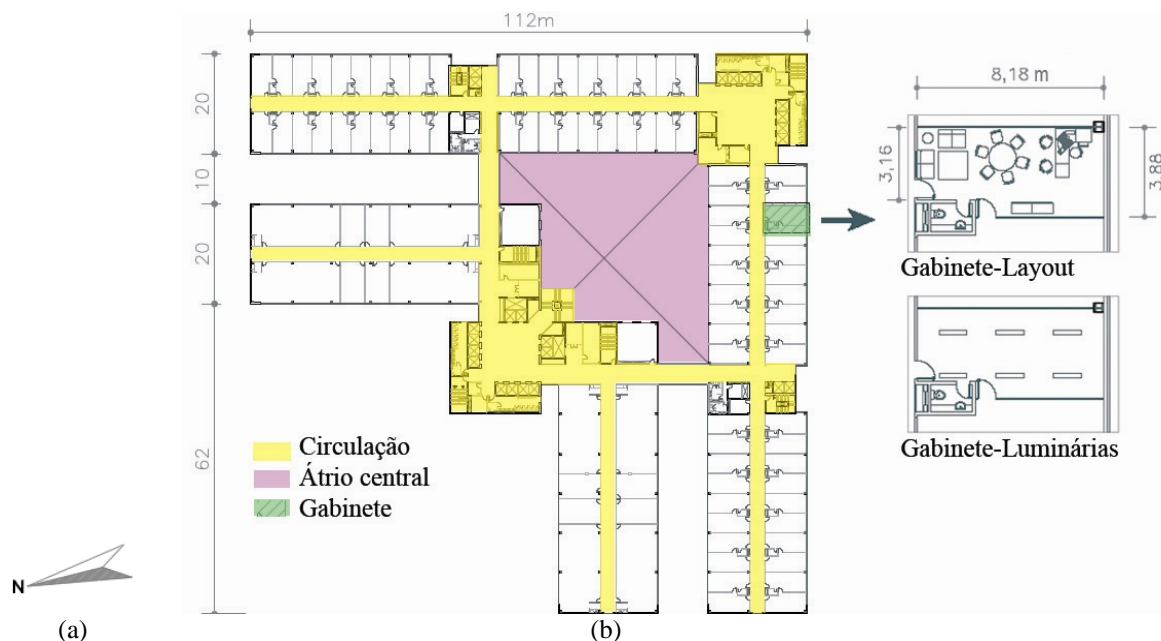 112m
20
10
20
62
8,18 m
3,16
3.88
Gabinete-Layout
Gabinete-Luminárias
Circulação
Átrio central
Gabinete
N
(a)
(b)